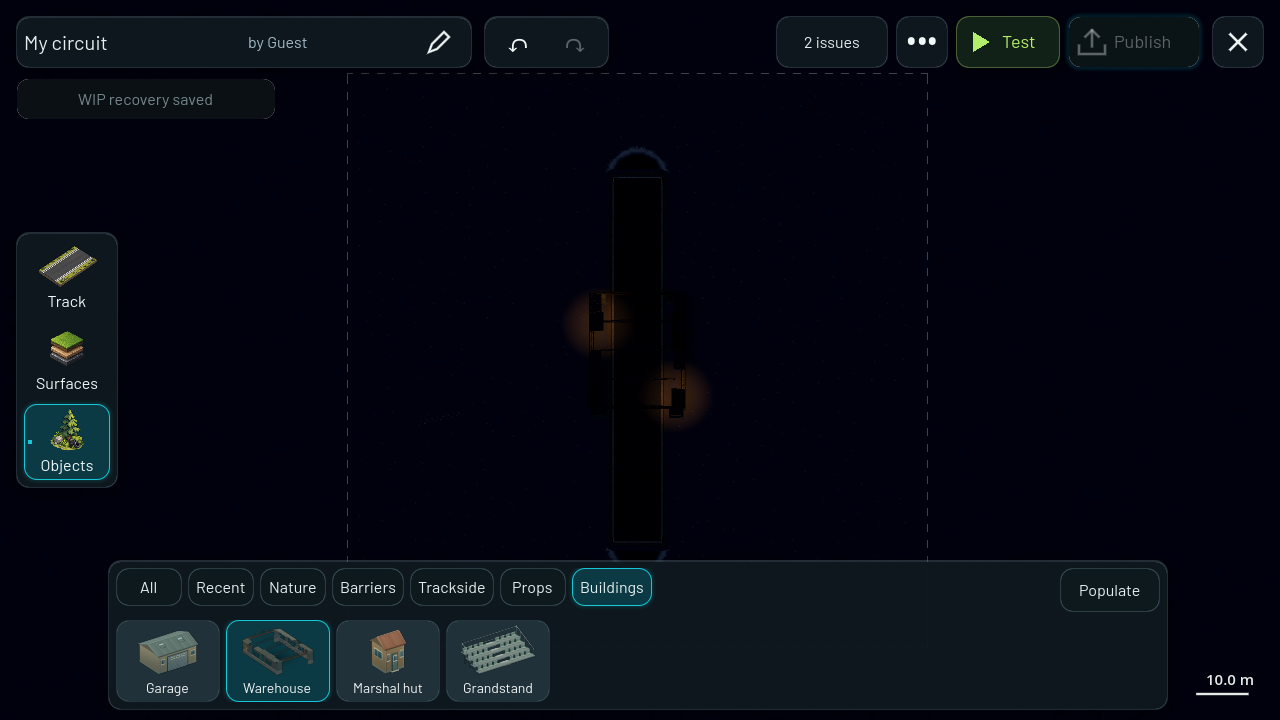 My circuit
by Guest
2 issues
•••
Test
Publish
WIP recovery saved
Track
Surfaces
Objects
All
Recent
Nature
Barriers
Trackside
Props
Buildings
Populate
Garage
Warehouse
Marshal hut
Grandstand
10.0 m